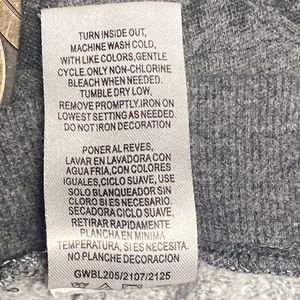 TURN INSIDE OUT,
MACHINE WASH COLD,
WITH LIKE COLORS,GENTLE
CYCLE.ONLY NON-CHLORINE
BLEACH WHEN NEEDED.
TUMBLE DRY LOW,
REMOVE PROMPTLY.IRON ON
LOWEST SETTING AS NEEDED.
DO NOT IRON DECORATION
PONER AL REVES,
LAVAR EN LAVADORA CON
AGUA FRIA,CON COLORES
IGUALES,CICLO SUAVE, USE
SOLO BLANQUEADOR SIN
CLORO SI ES NECESARIO.
SECADORA CICLO SUAVE,
RETIRAR RAPIDAMENTE.
PLANCHA EN MINIMA
TEMPERATURA, SI ES NECESITA.
NO PLANCHE DECORACION
GWBL205/2107/2125